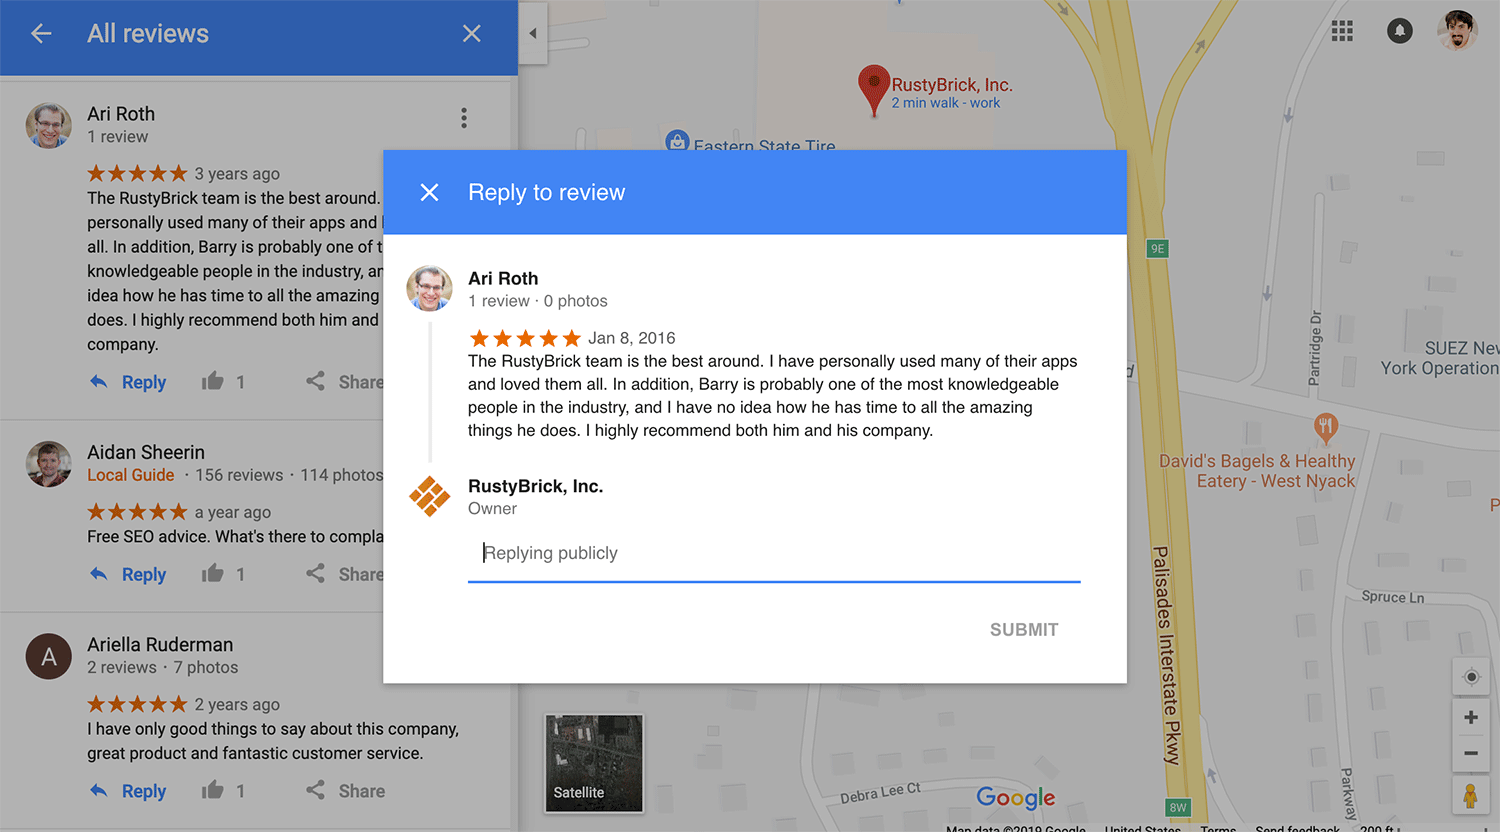 All reviews
Ari Roth
1 review
3 years ago
The RustyBrick team is the best around.
personally used many of their apps and
all. In addition, Barry is probably one of
knowledgeable people in the industry,
idea how he has time to all the amazing
does. I highly recommend both him and
company.
Reply 1 Share
Aidan Sheerin
Local Guide · 156 reviews · 114 photos
a year ago
Free SEO advice. What's there to
Reply 1 Share
A
Ariella Ruderman
2 reviews · 7 photos
2 years ago
I have only good things to say about this company,
great product and fantastic customer service.
Reply 1 Share
Reply to review
Ari Roth
1 review · 0 photos
Jan 8, 2016
The RustyBrick team is the best around. I have personally used many of their apps
and loved them all. In addition, Barry is probably one of the most knowledgeable
people in the industry, and I have no idea how he has time to all the amazing
things he does. I highly recommend both him and his company.
RustyBrick, Inc.
Owner
Replying publicly
SUBMIT
RustyBrick, Inc.
2 min walk - work
Eastern State Tire
9E
Partridge Dr
SUEZ New
York Operation
David's Bagels & Healthy
Eatery - West Nyack
Palisades Interstate Pkwy
Spruce Ln
Parkway
8W
Debra Lee Ct
Satellite
Google
Map data ©2019 Google United States Terms Send feedback 200 ft